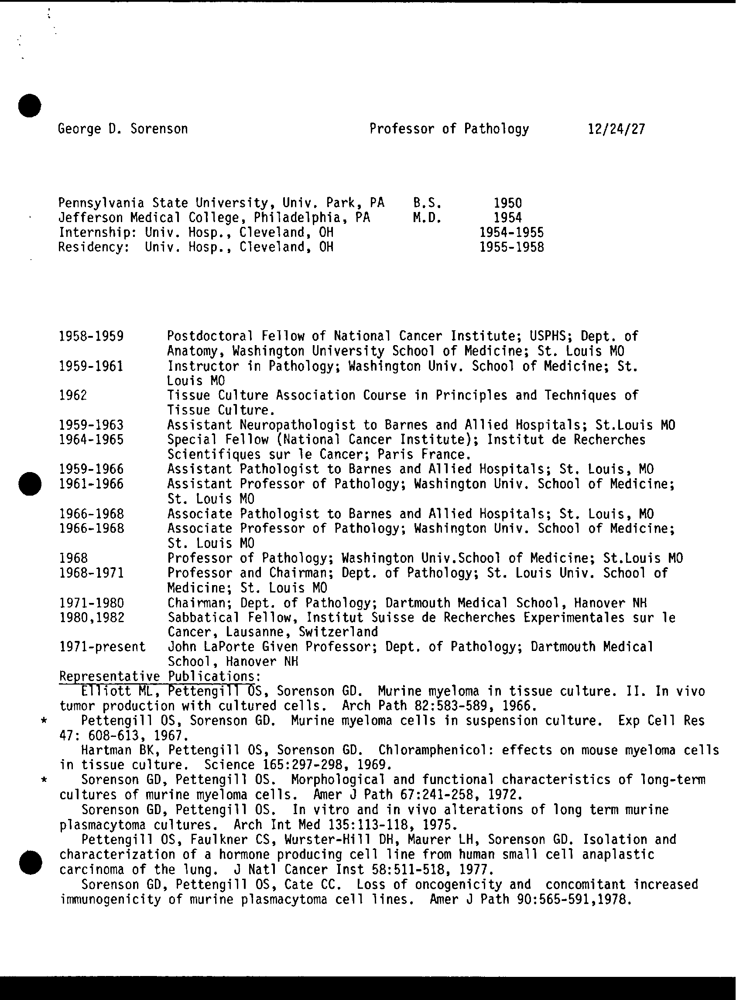 George D. Sorenson Professor of Pathology 12/24/27
Pennsylvania State University, Univ. Park, PA B.S. 1950
Jefferson Medical College, Philadelphia, PA M.D. 1954
Internship: Univ. Hosp., Cleveland, OH 1954-1955
Residency: Univ. Hosp., Cleveland, OH 1955-1958
1958-1959 Postdoctoral Fellow of National Cancer Institute; USPHS; Dept. of
Anatomy, Washington University School of Medicine; St. Louis MO
1959-1961 Instructor in Pathology; Washington Univ. School of Medicine; St.
Louis MO
1962 Tissue Culture Association Course in Principles and Techniques of
Tissue Culture.
1959-1963 Assistant Neuropathologist to Barnes and Allied Hospitals; St.Louis MO
1964-1965 Special Fellow (National Cancer Institute); Institut de Recherches
Scientifiques sur le Cancer; Paris France.
1959-1966 Assistant Pathologist to Barnes and Allied Hospitals; St. Louis, MO
1961-1966 Assistant Professor of Pathology; Washington Univ. School of Medicine;
St. Louis MO
1966-1968 Associate Pathologist to Barnes and Allied Hospitals; St. Louis, MO
1966-1968 Associate Professor of Pathology; Washington Univ. School of Medicine;
St. Louis MO
1968 Professor of Pathology; Washington Univ.School of Medicine; St.Louis MO
1968-1971 Professor and Chairman; Dept. of Pathology; St. Louis Univ. School of
Medicine; St. Louis MO
1971-1980 Chairman; Dept. of Pathology; Dartmouth Medical School, Hanover NH
1980,1982 Sabbatical Fellow, Institut Suisse de Recherches Experimentales sur le
Cancer, Lausanne, Switzerland
1971-present John LaPorte Given Professor; Dept. of Pathology; Dartmouth Medical
School, Hanover NH
Representative Publications:
Elliott ML, Pettengill OS, Sorenson GD. Murine myeloma in tissue culture. II. In vivo
tumor production with cultured cells. Arch Path 82:583-589, 1966.
* Pettengill OS, Sorenson GD. Murine myeloma cells in suspension culture. Exp Cell Res
47: 608-613, 1967.
Hartman BK, Pettengill OS, Sorenson GD. Chloramphenicol: effects on mouse myeloma cells
in tissue culture. Science 165:297-298, 1969.
* Sorenson GD, Pettengill OS. Morphological and functional characteristics of long-term
cultures of murine myeloma cells. Amer J Path 67:241-258, 1972.
Sorenson GD, Pettengill OS. In vitro and in vivo alterations of long term murine
plasmacytoma cultures. Arch Int Med 135:113-118, 1975.
Pettengill OS, Faulkner CS, Wurster-Hill DH, Maurer LH, Sorenson GD. Isolation and
characterization of a hormone producing cell line from human small cell anaplastic
carcinoma of the lung. J Natl Cancer Inst 58:511-518, 1977.
Sorenson GD, Pettengill OS, Cate CC. Loss of oncogenicity and concomitant increased
immunogenicity of murine plasmacytoma cell lines. Amer J Path 90:565-591,1978.